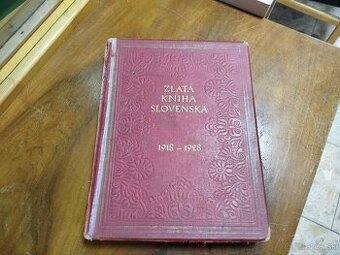 ZLATÁ
KNIHA
SLOVENSKA
1918 – 1928